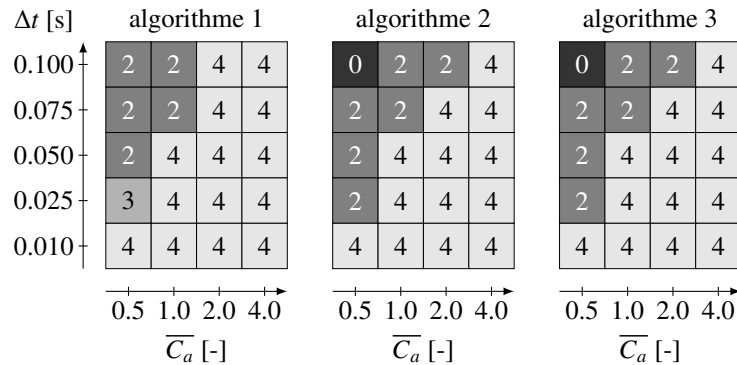 Δt [s] algorithme 1 algorithme 2 algorithme 3
0.100 2 2 4 4 0 2 2 4 0 2 2 4
0.075 2 2 4 4 2 2 4 4 2 2 4 4
0.050 2 4 4 4 2 4 4 4 2 4 4 4
0.025 3 4 4 4 2 4 4 4 2 4 4 4
0.010 4 4 4 4 4 4 4 4 4 4 4 4
0.5 1.0 2.0 4.0 0.5 1.0 2.0 4.0 0.5 1.0 2.0 4.0
C̅ₐ̅ [-] C̅ₐ̅ [-] C̅ₐ̅ [-]